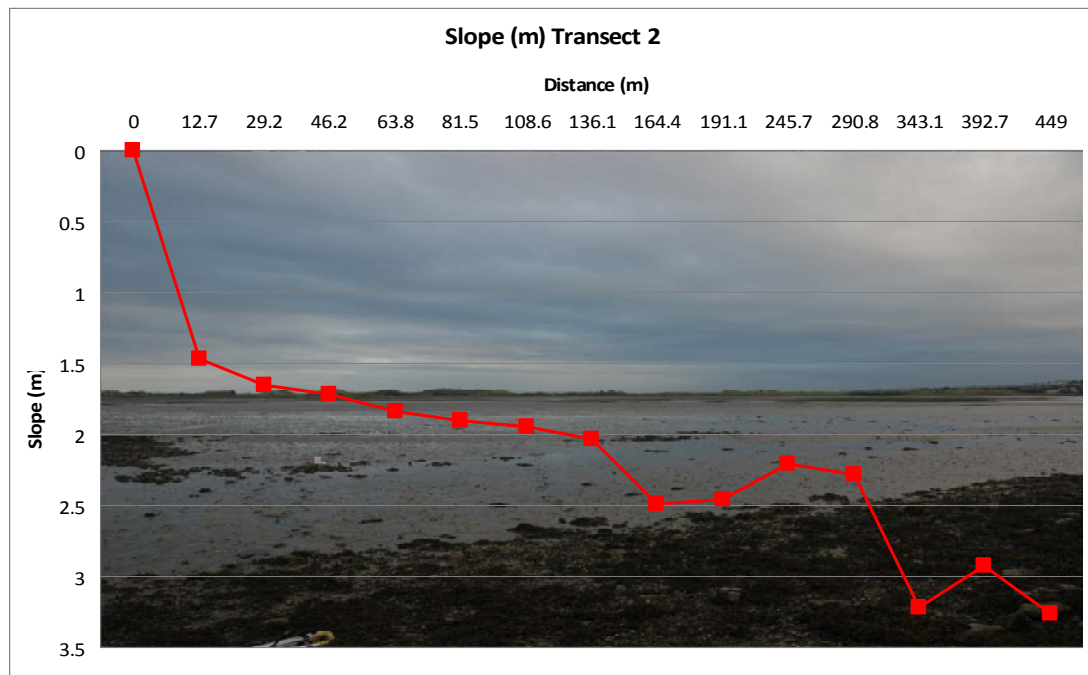 Slope (m) Transect 2
Distance (m)
0 12.7 29.2 46.2 63.8 81.5 108.6 136.1 164.4 191.1 245.7 290.8 343.1 392.7 449
0
0.5
1
1.5
Slope (m)
2
2.5
3
3.5